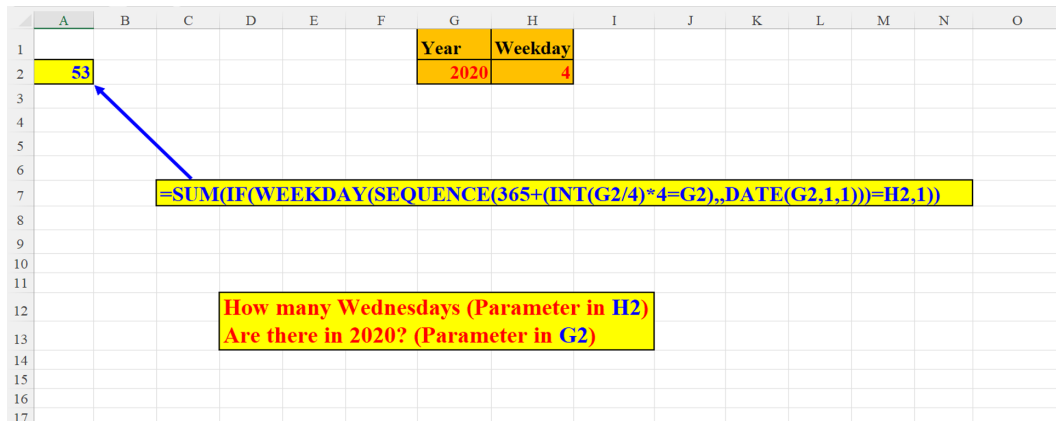 A B C D E F G H I J K L M N O
1 Year Weekday
2 53 2020 4
3
4
5
6
7 =SUM(IF(WEEKDAY(SEQUENCE(365+(INT(G2/4)*4=G2),,DATE(G2,1,1)))=H2,1))
8
9
10
11
12 How many Wednesdays (Parameter in H2)
13 Are there in 2020? (Parameter in G2)
14
15
16
17